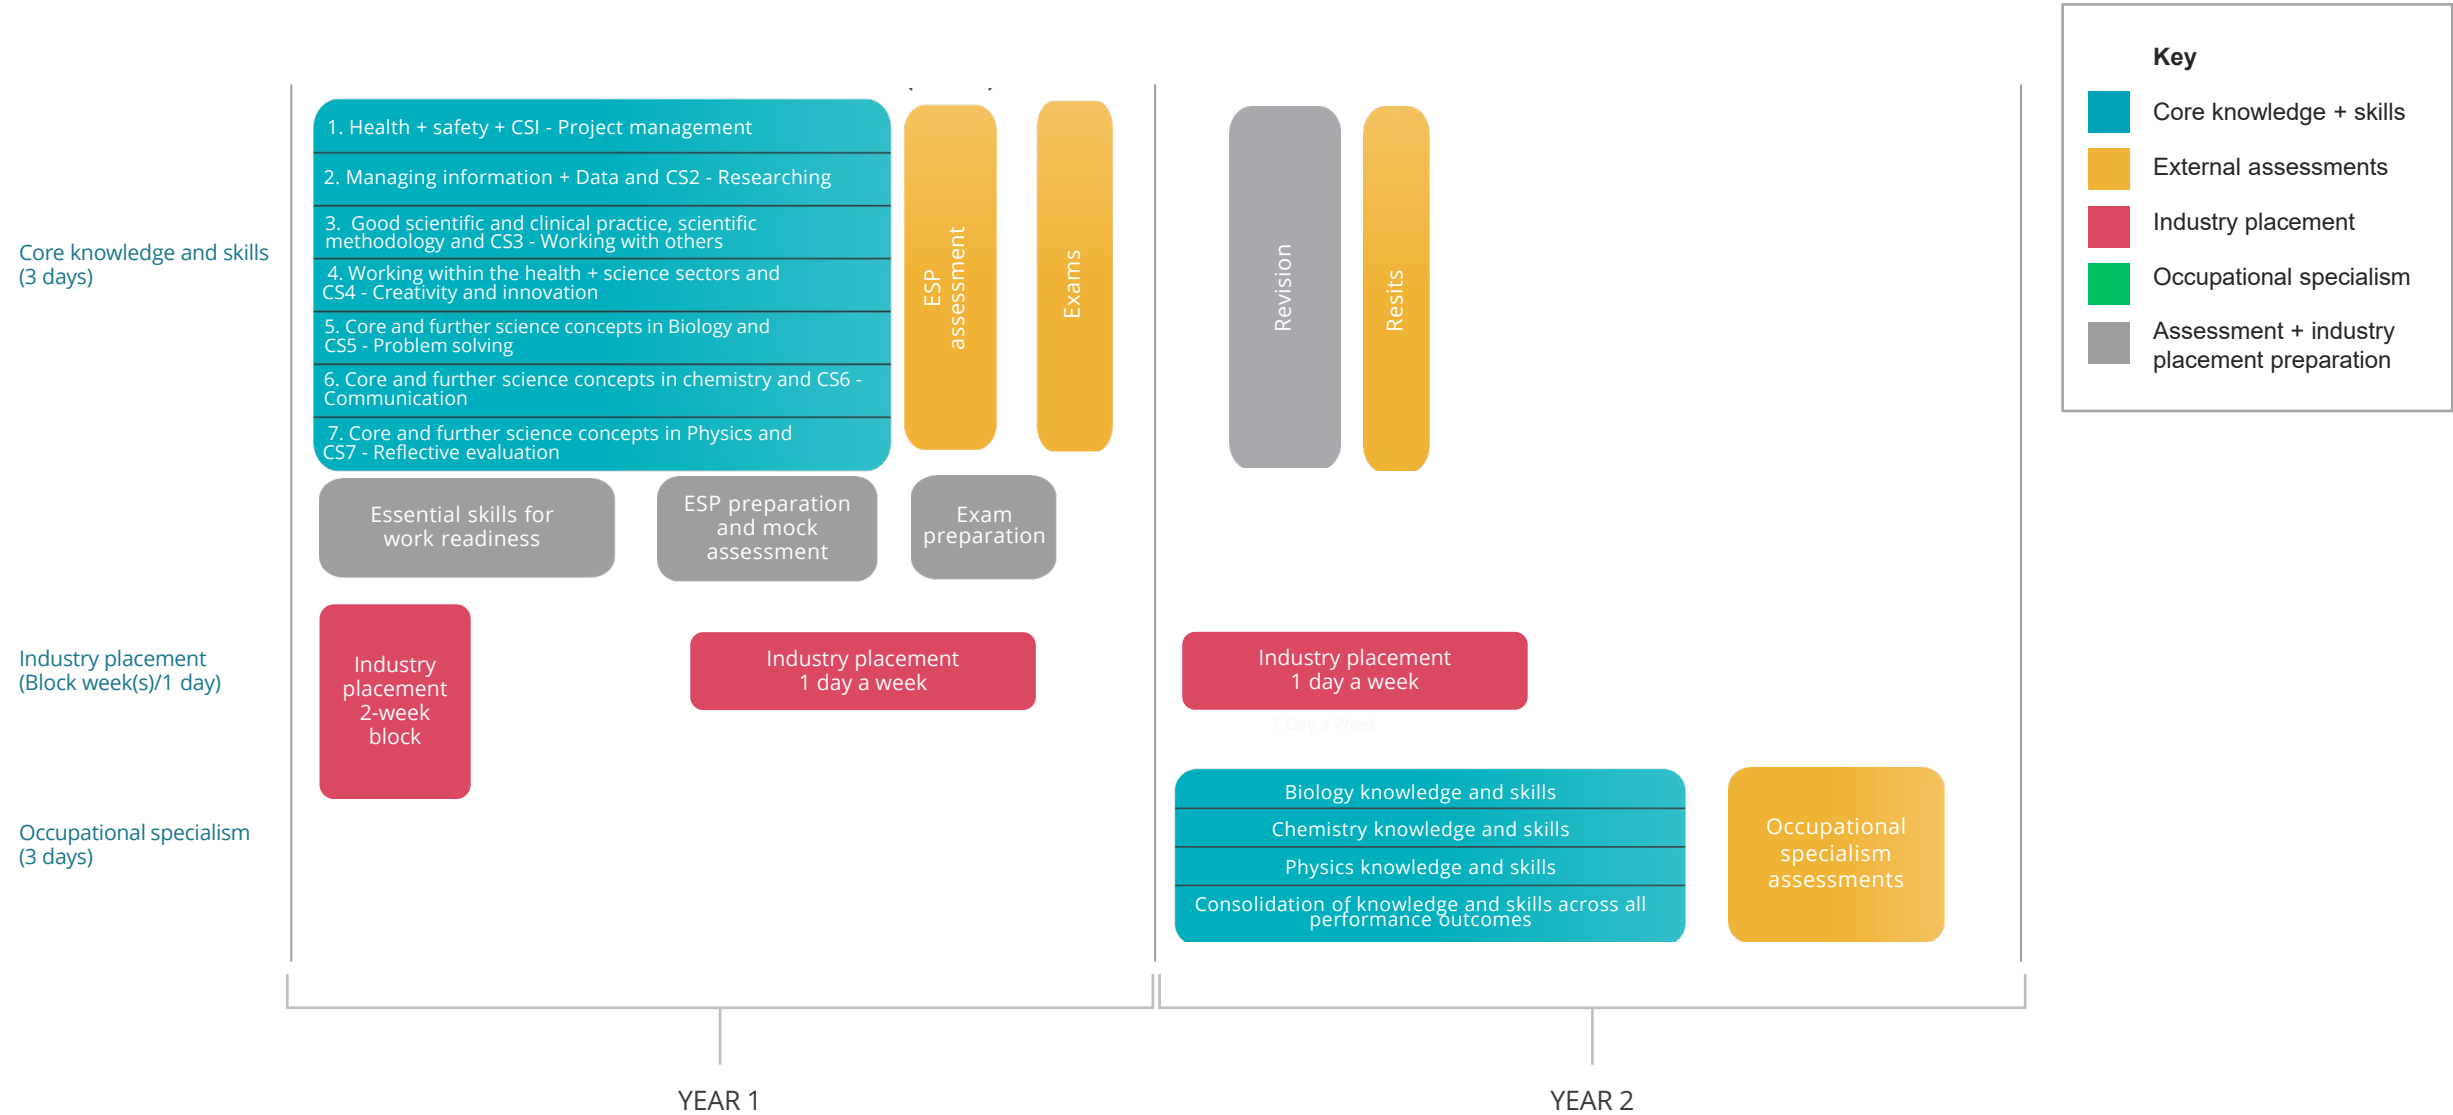 Key
Core knowledge + skills
External assessments
Industry placement
Occupational specialism
Assessment + industry
placement preparation
Core knowledge and skills
(3 days)
1. Health + safety + CSI - Project management
2. Managing information + Data and CS2 - Researching
3. Good scientific and clinical practice, scientific
methodology and CS3 - Working with others
4. Working within the health + science sectors and
CS4 - Creativity and innovation
5. Core and further science concepts in Biology and
CS5 - Problem solving
6. Core and further science concepts in chemistry and CS6 -
Communication
7. Core and further science concepts in Physics and
CS7 - Reflective evaluation
ESP
assessment
Exams
Revision
Resits
Essential skills for
work readiness
ESP preparation
and mock
assessment
Exam
preparation
Industry placement
(Block week(s)/1 day)
Industry
placement
2-week
block
Industry placement
1 day a week
Industry placement
1 day a week
1 Day a Week
Occupational specialism
(3 days)
Biology knowledge and skills
Chemistry knowledge and skills
Physics knowledge and skills
Consolidation of knowledge and skills across all
performance outcomes
Occupational
specialism
assessments
YEAR 1
YEAR 2